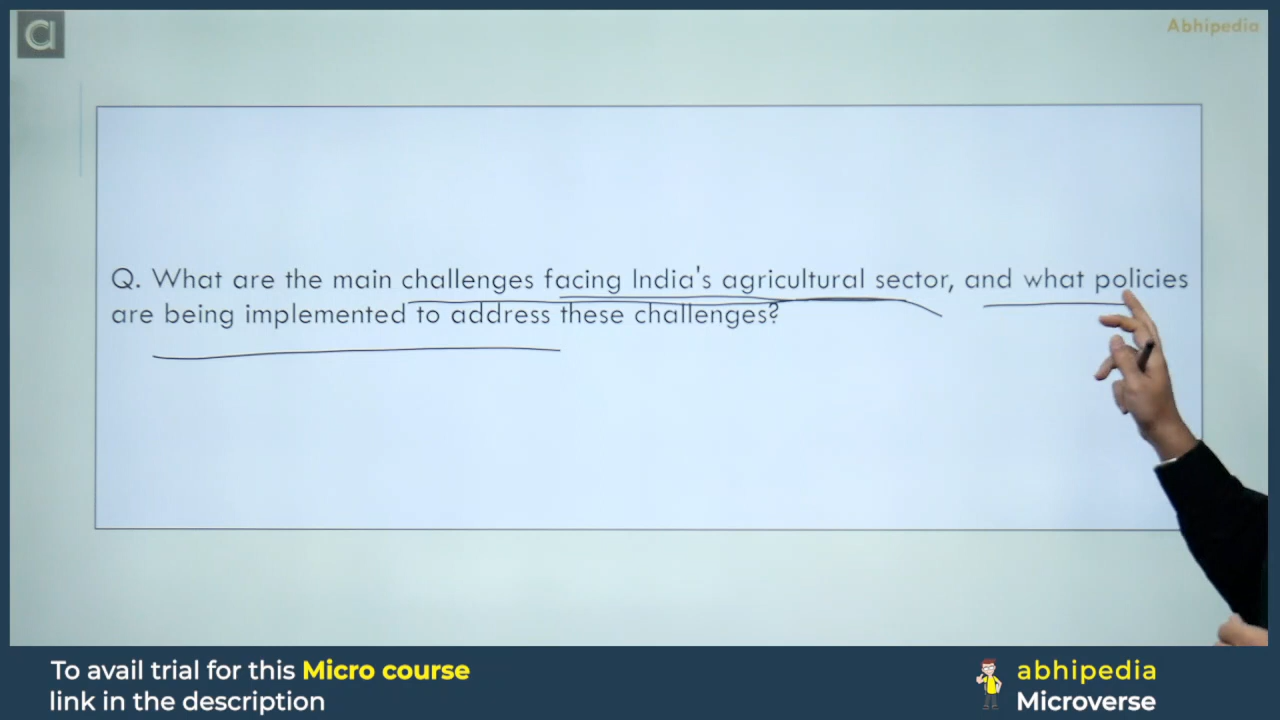 Abhipedia
Q. What are the main challenges facing India's agricultural sector, and what policies
are being implemented to address these challenges?
To avail trial for this Micro course
link in the description
abhipedia
Microverse